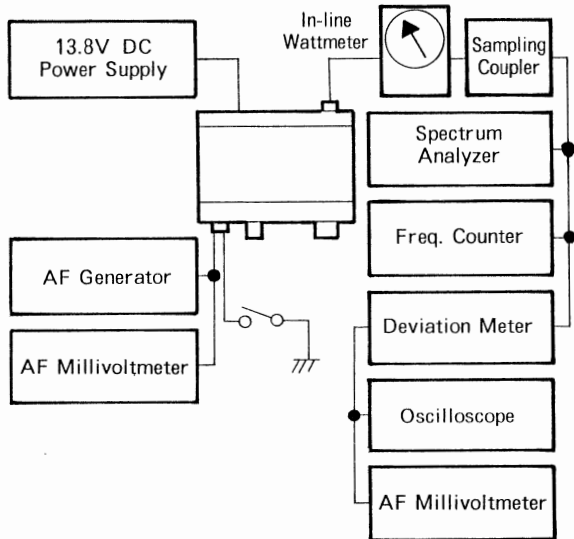 13.8V DC
Power Supply
In-line
Wattmeter
Sampling
Coupler
Spectrum
Analyzer
Freq. Counter
AF Generator
AF Millivoltmeter
Deviation Meter
Oscilloscope
AF Millivoltmeter